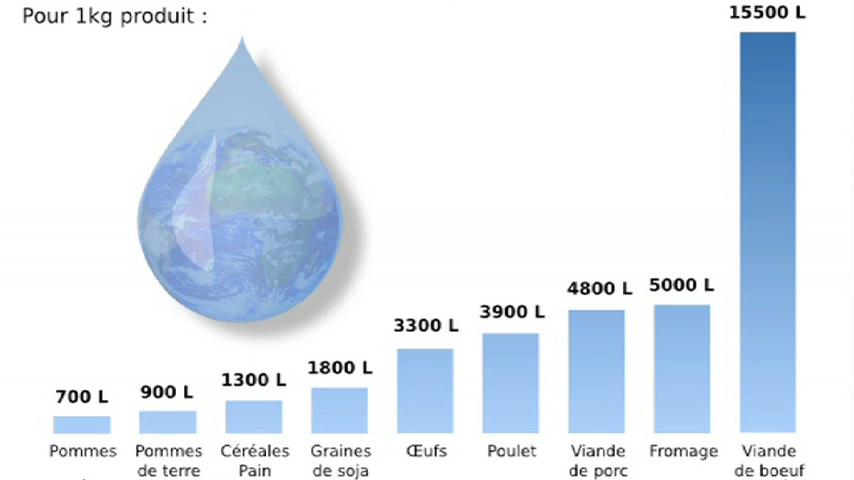 Pour 1kg produit :
15500 L
5000 L
4800 L
3900 L
3300 L
1800 L
1300 L
900 L
700 L
Pommes
Pommes
de terre
Céréales
Pain
Graines
de soja
Œufs
Poulet
Viande
de porc
Fromage
Viande
de boeuf